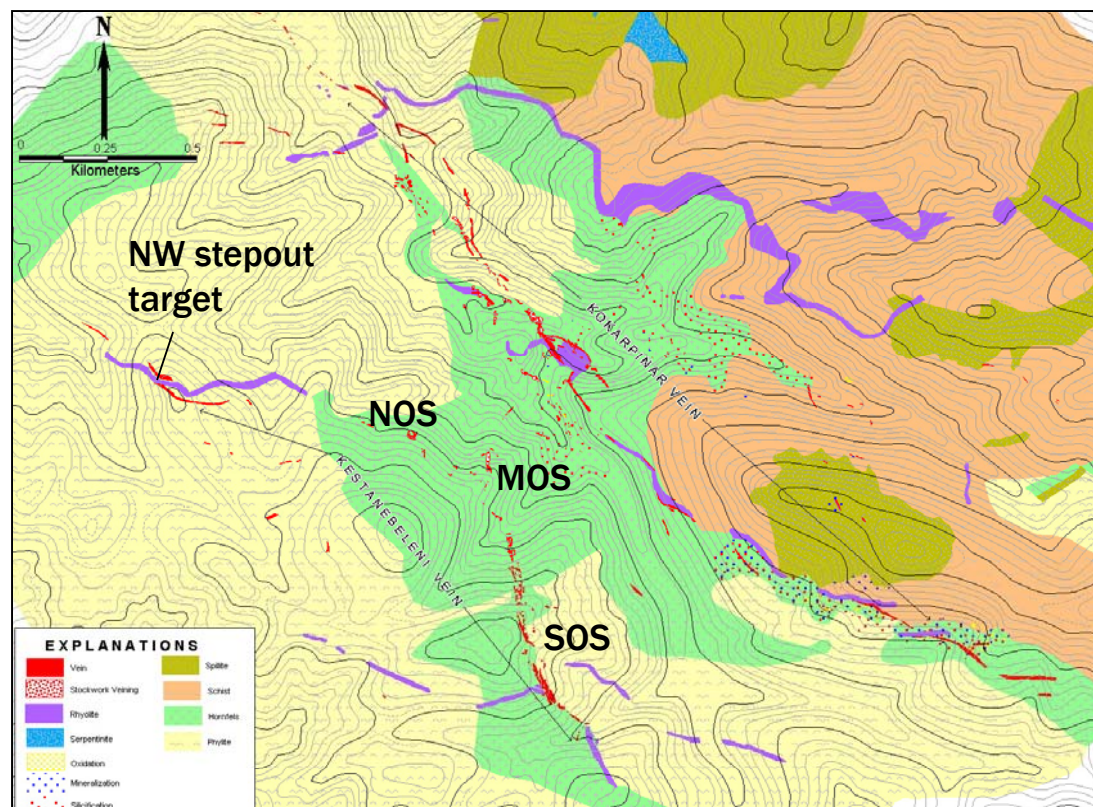 N
0 0.25 0.5
Kilometers
NW stepout
target
KONARPINAR VEIN
NOS
MOS
KESTANEBELENI VEIN
SOS
EXPLANATIONS
Vein
Stockwork Veining
Rhyolite
Serpentinite
Oxidation
Mineralization
Silicification
Spilite
Schist
Hornfels
Phyllite